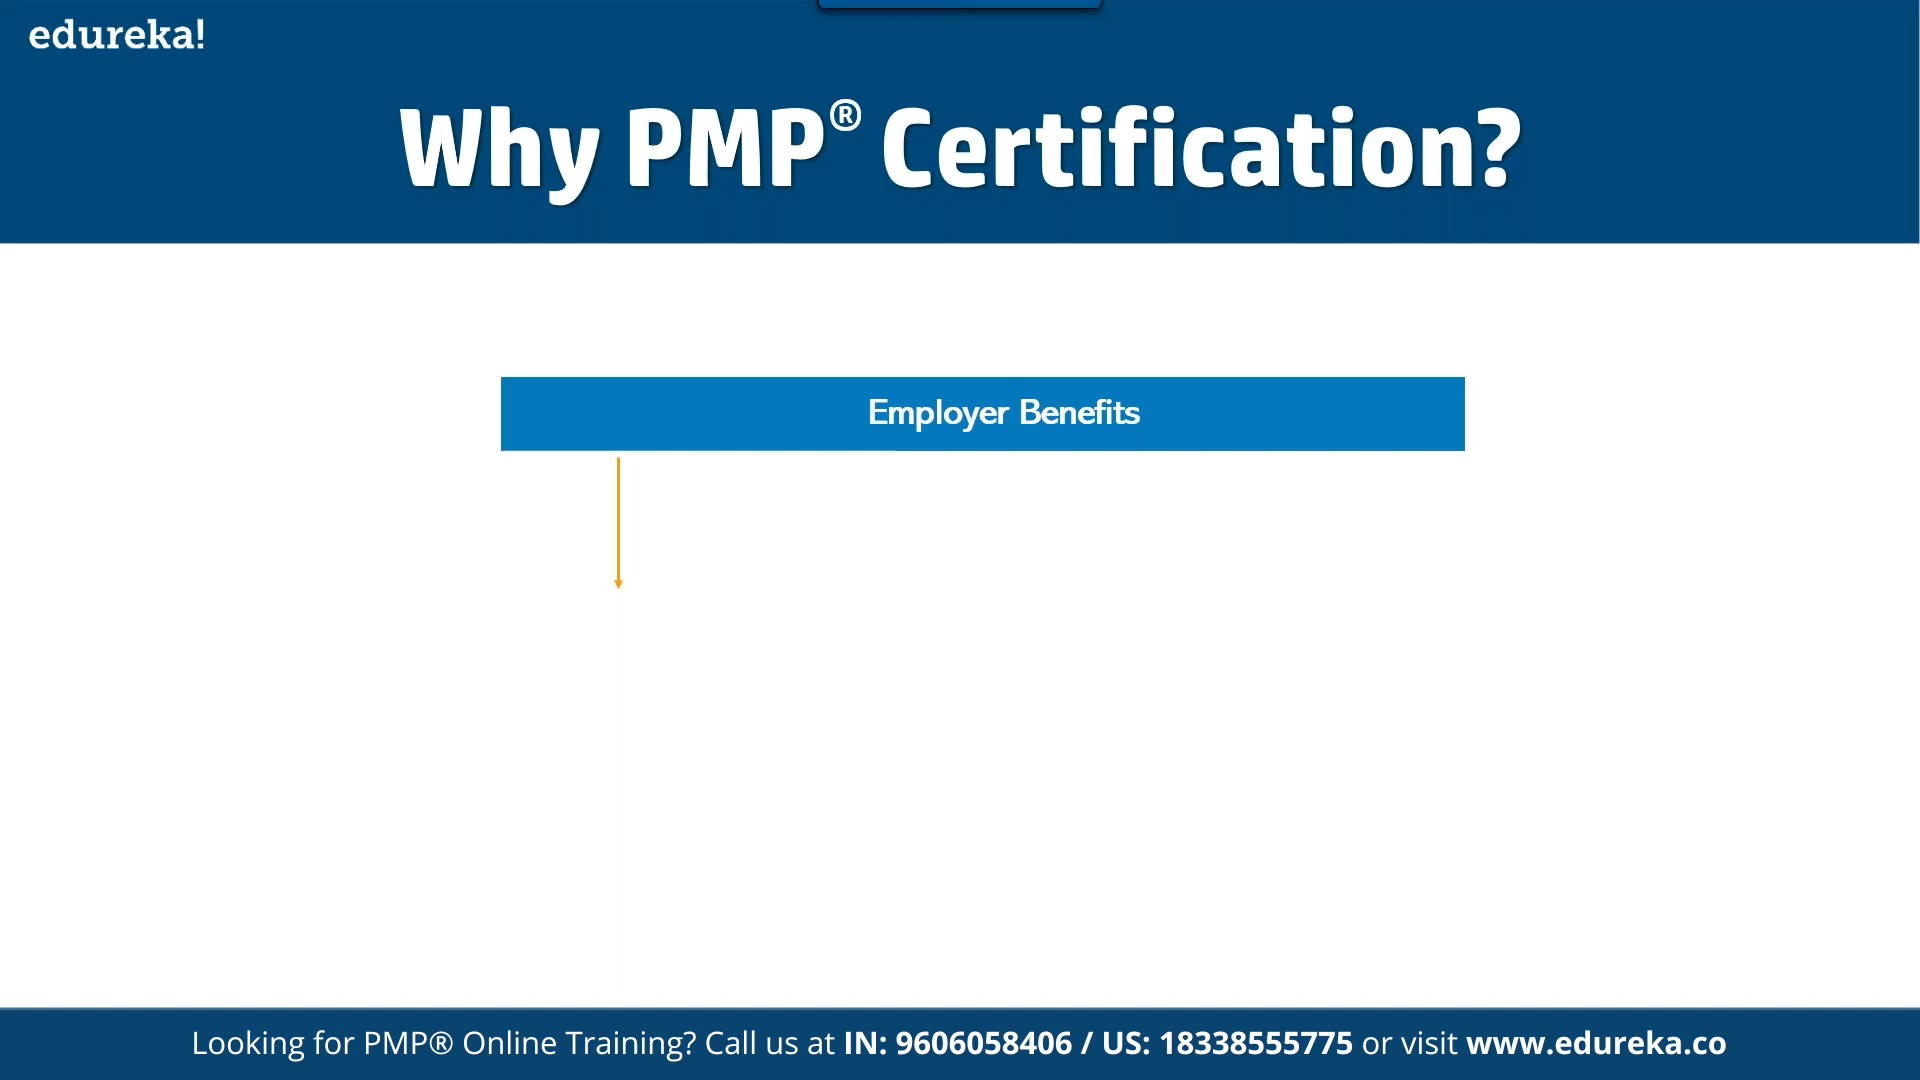 edureka!
Why PMP® Certification?
Employer Benefits
Looking for PMP® Online Training? Call us at IN: 9606058406 / US: 18338555775 or visit www.edureka.co